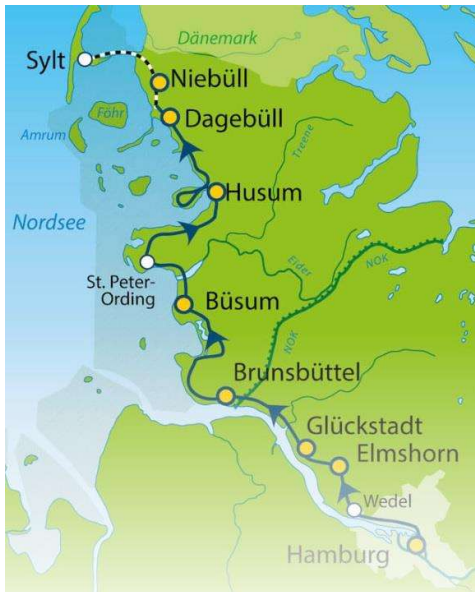 Dänemark
Sylt
Niebüll
Föhr
Dagebüll
Amrum
Treene
Husum
Nordsee
NOK
St. Peter-
Ording
Eider
Büsum
NOK
Brunsbüttel
Glückstadt
Elmshorn
Wedel
Hamburg